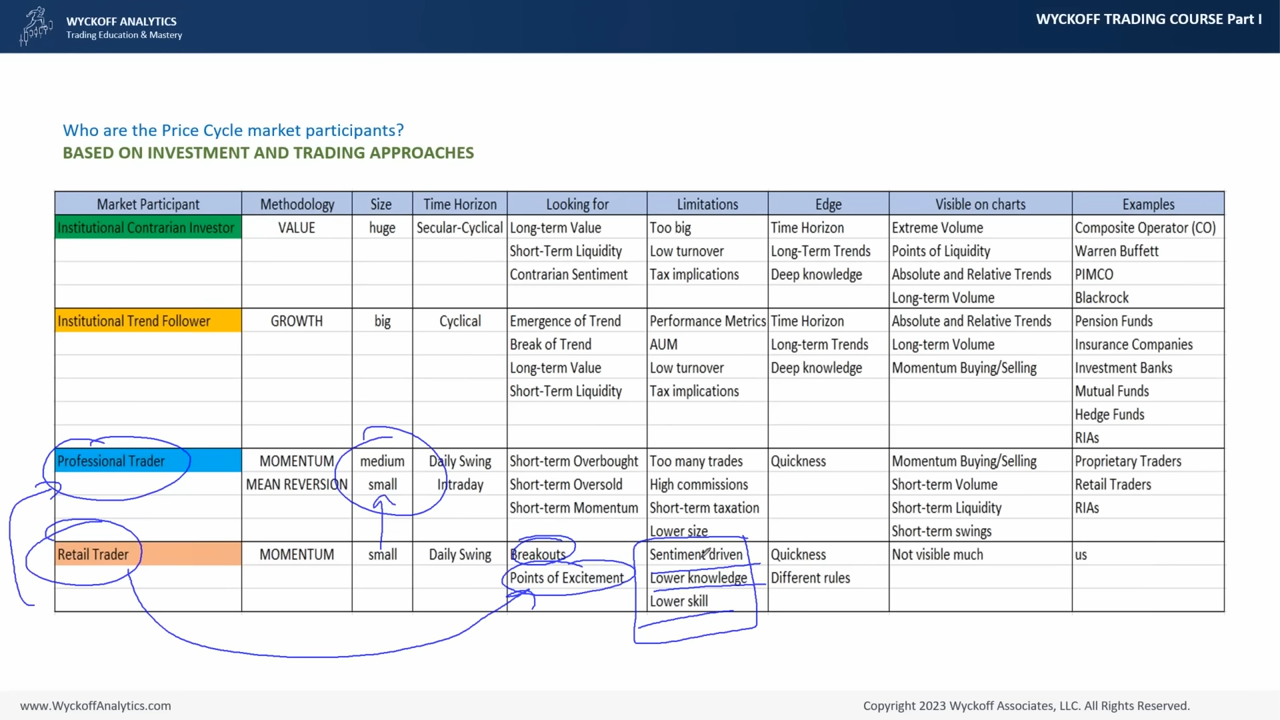 WYCKOFF ANALYTICS
Trading Education & Mastery
WYCKOFF TRADING COURSE Part I
Who are the Price Cycle market participants?
BASED ON INVESTMENT AND TRADING APPROACHES
Market Participant Methodology Size Time Horizon Looking for Limitations Edge Visible on charts Examples
Institutional Contrarian Investor VALUE huge Secular-Cyclical Long-term Value Too big Time Horizon Extreme Volume Composite Operator (CO)
Short-Term Liquidity Low turnover Long-Term Trends Points of Liquidity Warren Buffett
Contrarian Sentiment Tax implications Deep knowledge Absolute and Relative Trends PIMCO
Long-term Volume Blackrock
Institutional Trend Follower GROWTH big Cyclical Emergence of Trend Performance Metrics Time Horizon Absolute and Relative Trends Pension Funds
Break of Trend AUM Long-term Trends Long-term Volume Insurance Companies
Long-term Value Low turnover Deep knowledge Momentum Buying/Selling Investment Banks
Short-Term Liquidity Tax implications Mutual Funds
Hedge Funds
RIAs
Professional Trader MOMENTUM medium Daily Swing Short-term Overbought Too many trades Quickness Momentum Buying/Selling Proprietary Traders
MEAN REVERSION small Intraday Short-term Oversold High commissions Short-term Volume Retail Traders
Short-term Momentum Short-term taxation Short-term Liquidity RIAs
Lower size Short-term swings
Retail Trader MOMENTUM small Daily Swing Breakouts Sentiment driven Quickness Not visible much us
Points of Excitement Lower knowledge Different rules
Lower skill
www.WyckoffAnalytics.com
Copyright 2023 Wyckoff Associates, LLC. All Rights Reserved.